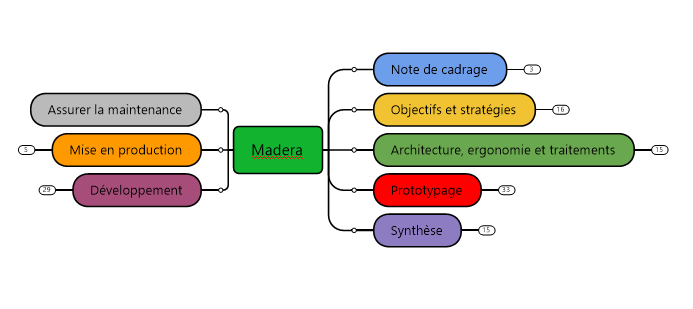 Note de cadrage
3
Assurer la maintenance
Objectifs et stratégies
16
5
Mise en production
Madera
Architecture, ergonomie et traitements
15
29
Développement
Prototypage
33
Synthèse
15